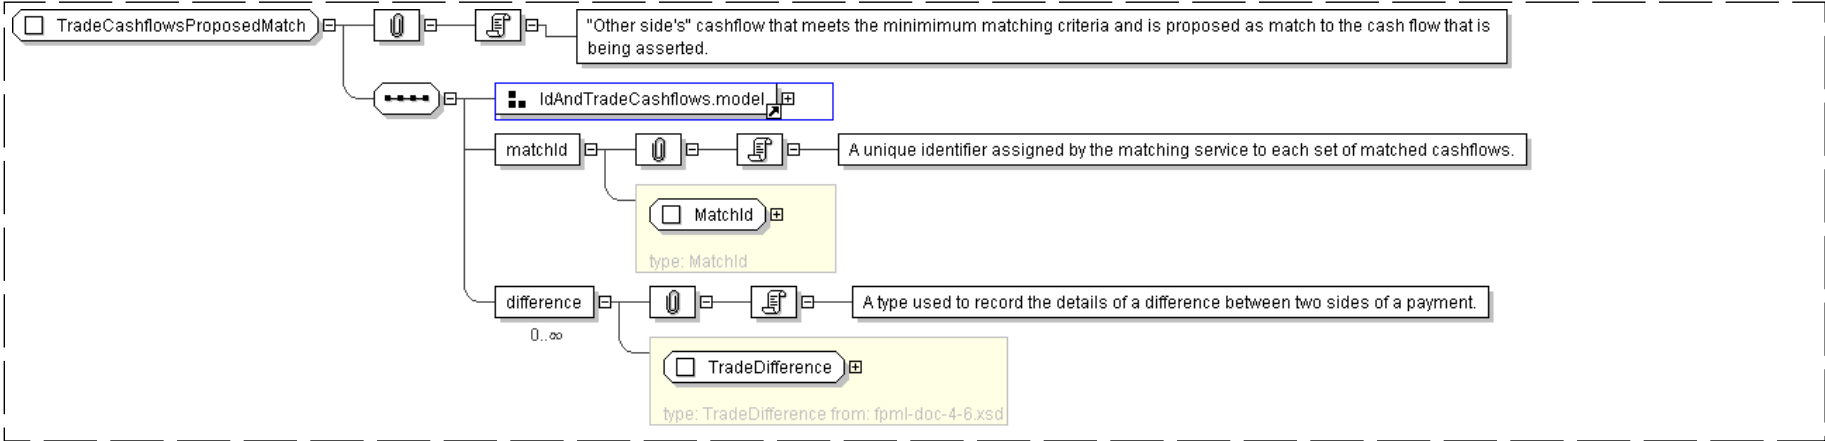 TradeCashflowsProposedMatch
"Other side's" cashflow that meets the minimimum matching criteria and is proposed as match to the cash flow that is
being asserted.
IdAndTradeCashflows.model
matchId
A unique identifier assigned by the matching service to each set of matched cashflows.
MatchId
type: MatchId
difference
A type used to record the details of a difference between two sides of a payment.
0..∞
TradeDifference
type: TradeDifference from: fpml-doc-4-6.xsd